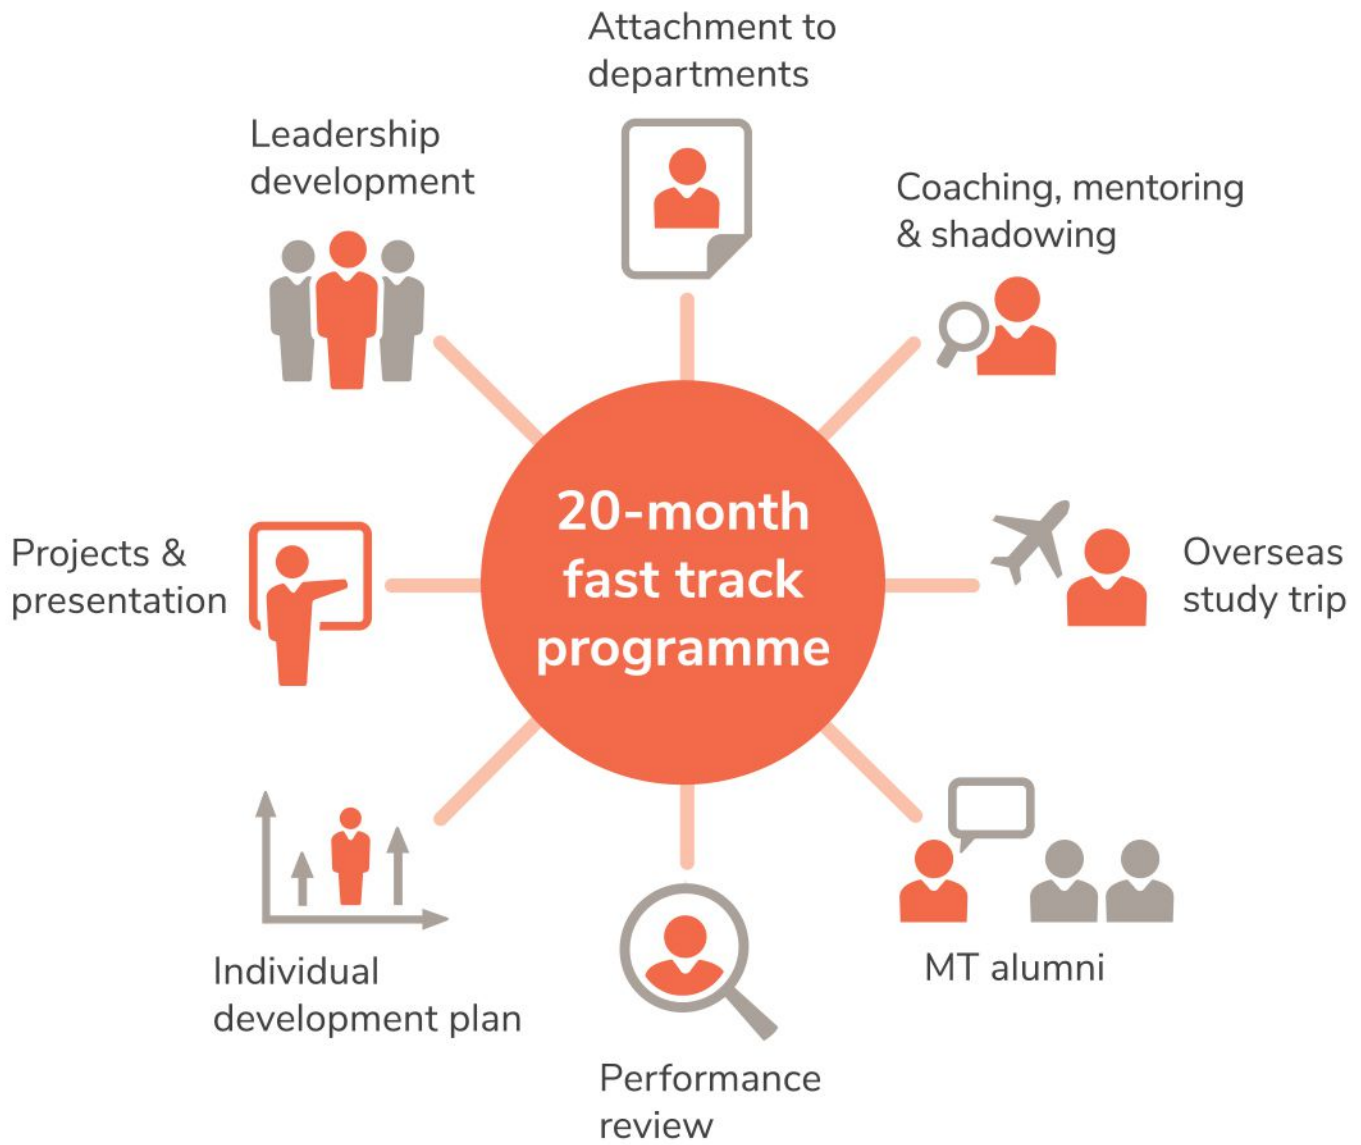 Attachment to
departments
Leadership
development
Coaching, mentoring
& shadowing
20-month
fast track
programme
Projects &
presentation
Overseas
study trip
Individual
development plan
MT alumni
Performance
review